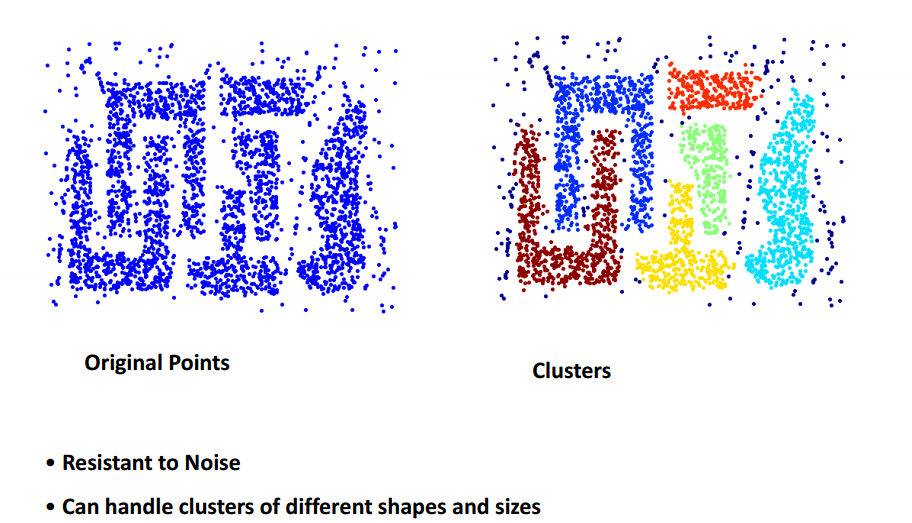 Original Points
Clusters
• Resistant to Noise
• Can handle clusters of different shapes and sizes